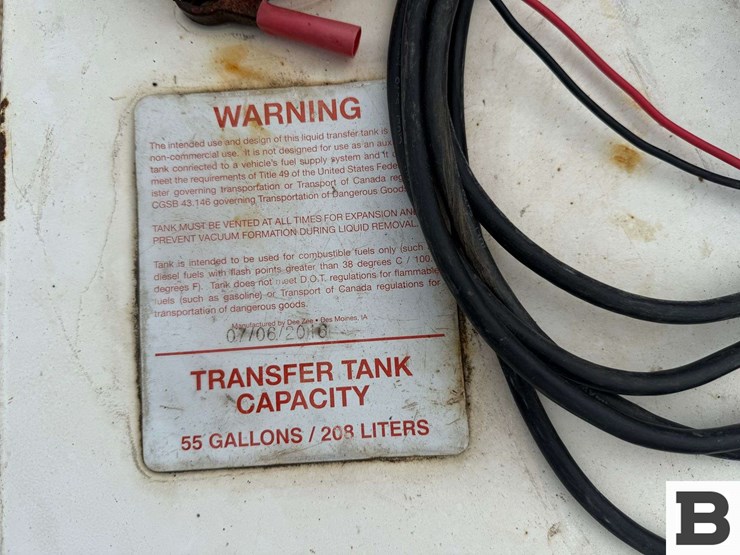 WARNING
The intended use and design of this liquid transfer tank is
non-commercial use. It is not designed for use as an aux
tank connected to a vehicle's fuel supply system and it
meet the requirements of Title 49 of the United States Fede
ister governing transportation or Transport of Canada reg
CGSB 43.146 governing Transportation of Dangerous Good
TANK MUST BE VENTED AT ALL TIMES FOR EXPANSION AN
PREVENT VACUUM FORMATION DURING LIQUID REMOVAL.
Tank is intended to be used for combustible fuels only (such
diesel fuels with flash points greater than 38 degrees C / 100.
degrees F). Tank does not meet D.O.T. regulations for flammable
fuels (such as gasoline) or Transport of Canada regulations for
transportation of dangerous goods.
Manufactured by Dee Zee • Des Moines, IA
07/06/2016
TRANSFER TANK
CAPACITY
55 GALLONS / 208 LITERS
B